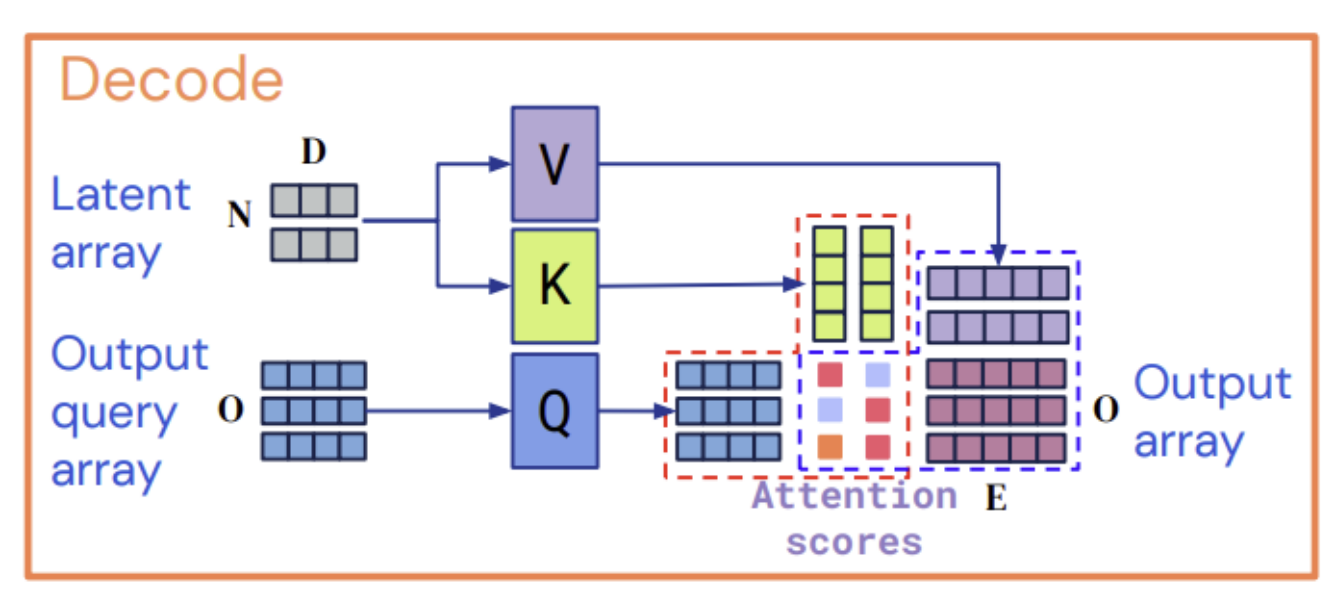 Decode
D
Latent
array
N
V
K
Output
query
array
O
Q
O
Output
array
Attention
scores
E